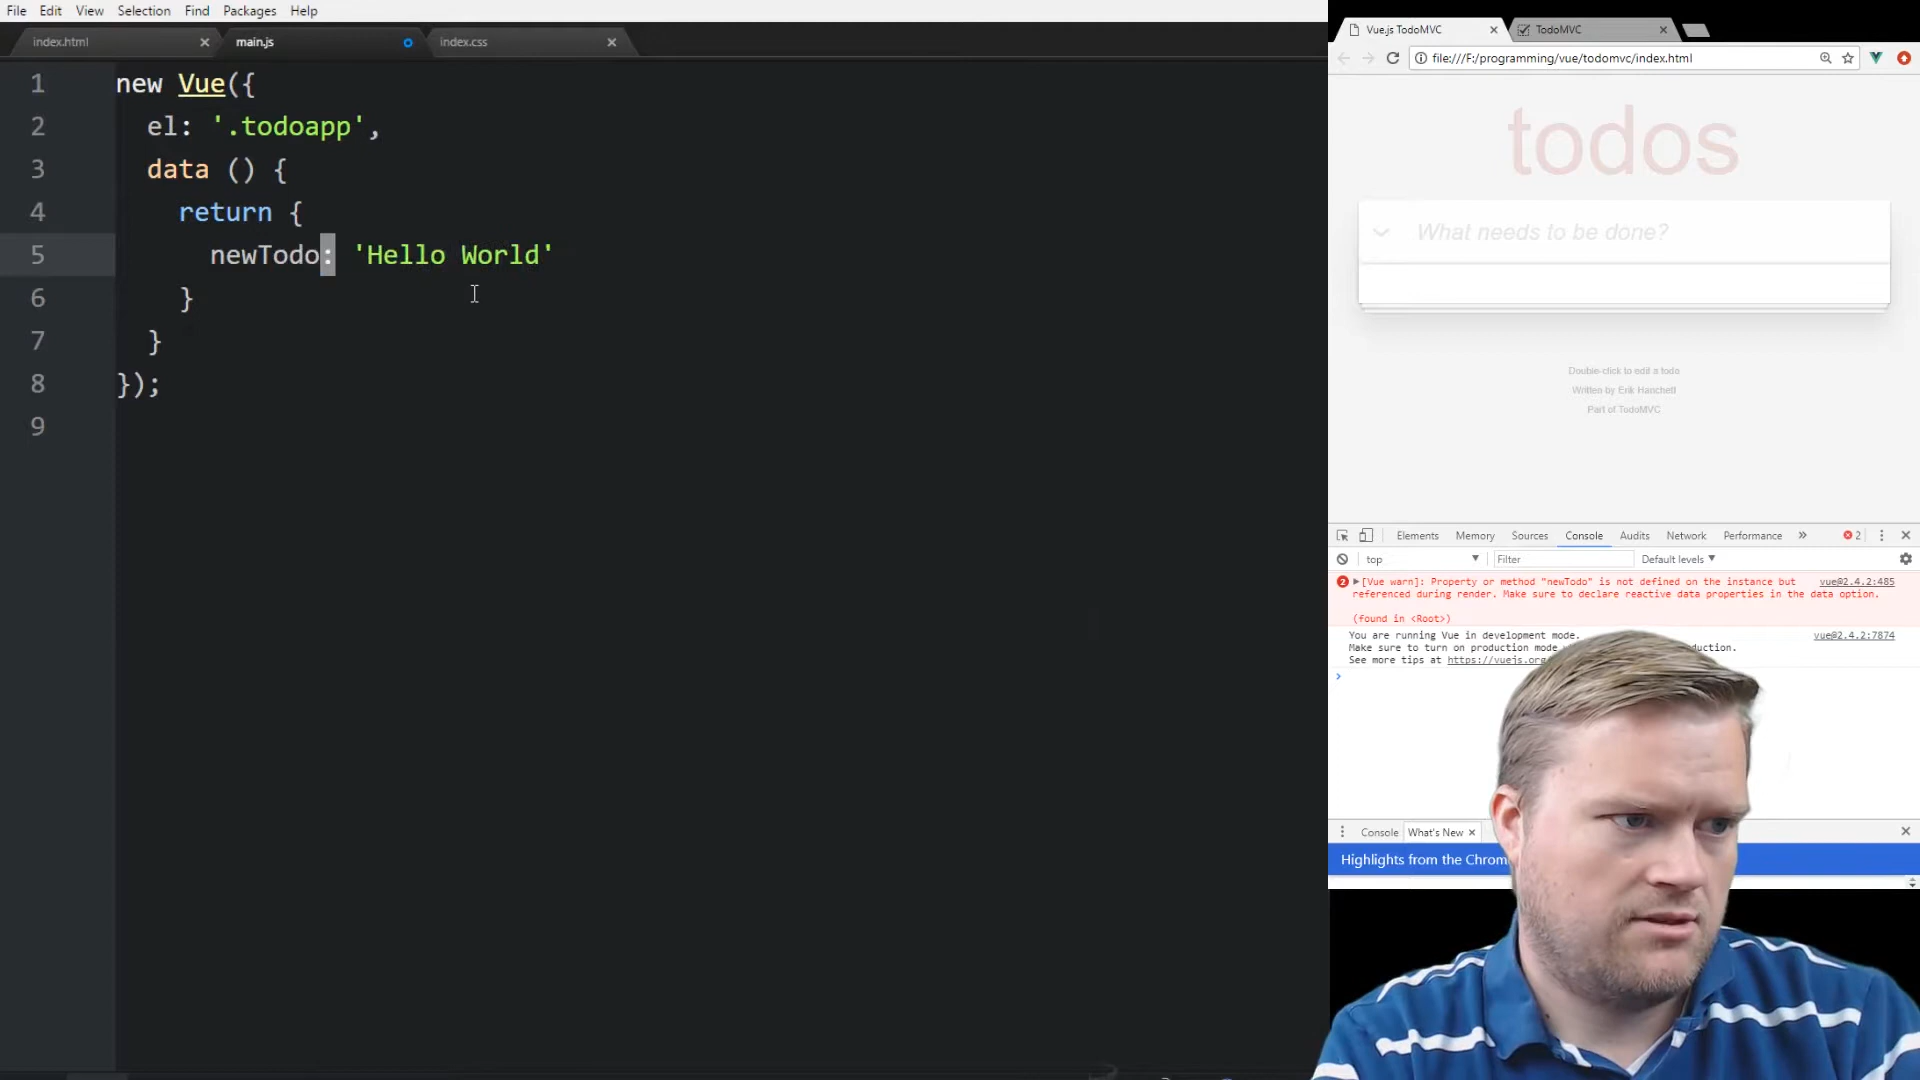 File Edit View Selection Find Packages Help
index.html
main.js
index.css
1 new Vue({
2 el: '.todoapp',
3 data () {
4 return {
5 newTodo: 'Hello World'
6 }
7 }
8 });
9
Vue.js TodoMVC
TodoMVC
file:///F:/programming/vue/todomvc/index.html
todos
What needs to be done?
Double-click to edit a todo
Written by Erik Hanchett
Part of TodoMVC
Elements Memory Sources Console Audits Network Performance » 2
top Filter Default levels
2 [Vue warn]: Property or method "newTodo" is not defined on the instance but vue@2.4.2:485
referenced during render. Make sure to declare reactive data properties in the data option.
(found in <Root>)
You are running Vue in development mode. vue@2.4.2:7874
Make sure to turn on production mode
See more tips at https://vuejs.org
Console What's New
Highlights from the Chrom